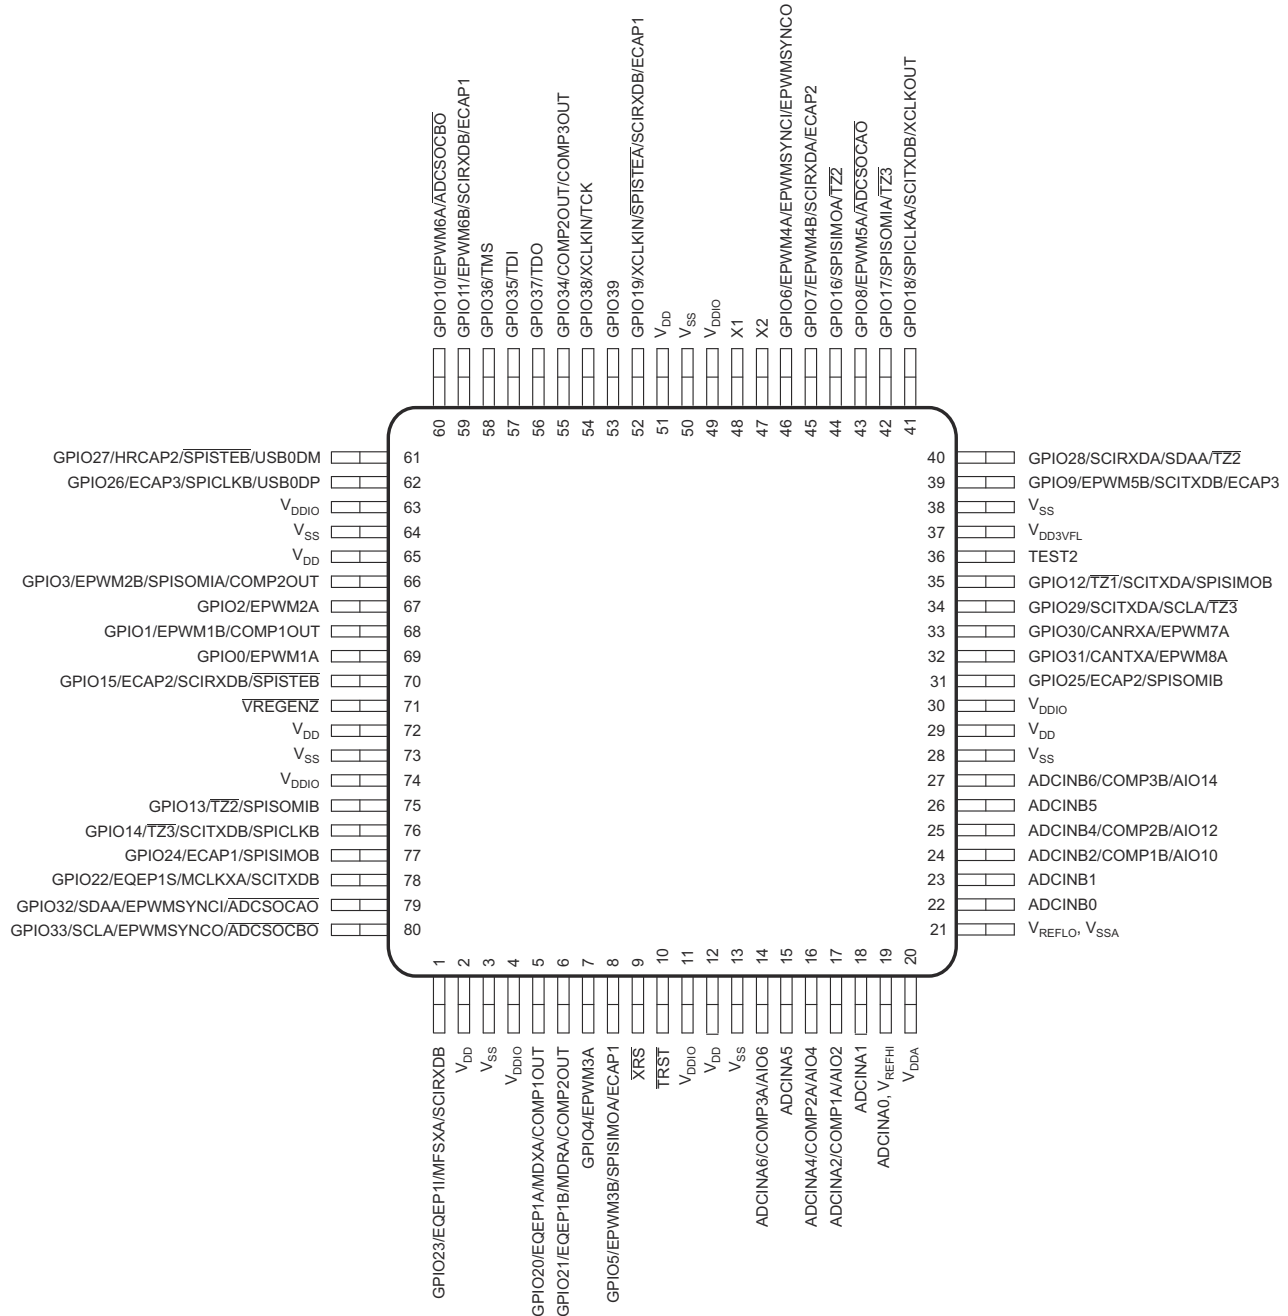 GPIO10/EPWM6A/ADCSOCBO
GPIO11/EPWM6B/SCIRXDB/ECAP1
GPIO36/TMS
GPIO35/TDI
GPIO37/TDO
GPIO34/COMP2OUT/COMP3OUT
GPIO38/XCLKIN/TCK
GPIO39
GPIO19/XCLKIN/SPISTEA/SCIRXDB/ECAP1
VDD
VSS
VDDIO
X1
X2
GPIO6/EPWM4A/EPWMSYNCI/EPWMSYNCO
GPIO7/EPWM4B/SCIRXDA/ECAP2
GPIO16/SPISIMOA/TZ2
GPIO8/EPWM5A/ADCSOCAO
GPIO17/SPISOMIA/TZ3
GPIO18/SPICLKA/SCITXDB/XCLKOUT
60 59 58 57 56 55 54 53 52 51 50 49 48 47 46 45 44 43 42 41
GPIO27/HRCAP2/SPISTEB/USB0DM 61
GPIO26/ECAP3/SPICLKB/USB0DP 62
VDDIO 63
VSS 64
VDD 65
GPIO3/EPWM2B/SPISOMIA/COMP2OUT 66
GPIO2/EPWM2A 67
GPIO1/EPWM1B/COMP1OUT 68
GPIO0/EPWM1A 69
GPIO15/ECAP2/SCIRXDB/SPISTEB 70
VREGENZ 71
VDD 72
VSS 73
VDDIO 74
GPIO13/TZ2/SPISOMIB 75
GPIO14/TZ3/SCITXDB/SPICLKB 76
GPIO24/ECAP1/SPISIMOB 77
GPIO22/EQEP1S/MCLKXA/SCITXDB 78
GPIO32/SDAA/EPWMSYNCI/ADCSOCAO 79
GPIO33/SCLA/EPWMSYNCO/ADCSOCBO 80
40 GPIO28/SCIRXDA/SDAA/TZ2
39 GPIO9/EPWM5B/SCITXDB/ECAP3
38 VSS
37 VDD3VFL
36 TEST2
35 GPIO12/TZ1/SCITXDA/SPISIMOB
34 GPIO29/SCITXDA/SCLA/TZ3
33 GPIO30/CANRXA/EPWM7A
32 GPIO31/CANTXA/EPWM8A
31 GPIO25/ECAP2/SPISOMIB
30 VDDIO
29 VDD
28 VSS
27 ADCINB6/COMP3B/AIO14
26 ADCINB5
25 ADCINB4/COMP2B/AIO12
24 ADCINB2/COMP1B/AIO10
23 ADCINB1
22 ADCINB0
21 VREFLO, VSSA
1 2 3 4 5 6 7 8 9 10 11 12 13 14 15 16 17 18 19 20
GPIO23/EQEP1I/MFSXA/SCIRXDB
VDD
VSS
VDDIO
GPIO20/EQEP1A/MDXA/COMP1OUT
GPIO21/EQEP1B/MDRA/COMP2OUT
GPIO4/EPWM3A
GPIO5/EPWM3B/SPISIMOA/ECAP1
XRS
TRST
VDDIO
VDD
VSS
ADCINA6/COMP3A/AIO6
ADCINA5
ADCINA4/COMP2A/AIO4
ADCINA2/COMP1A/AIO2
ADCINA1
ADCINA0, VREFHI
VDDA